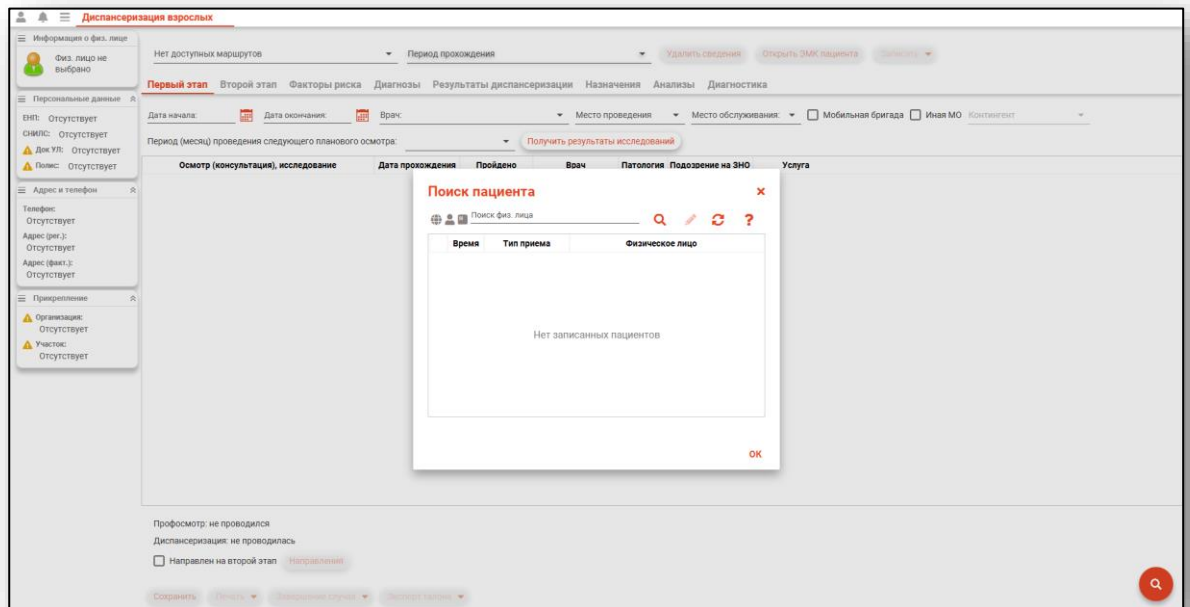 Диспансеризация взрослых
Информация о физ. лице
Физ. лицо не
выбрано
Нет доступных маршрутов Период прохождения Удалить сведения Открыть ЭМК пациента
Первый этап Второй этап Факторы риска Диагнозы Результаты диспансеризации Назначения Анализы Диагностика
Персональные данные
ЕНП: Отсутствует
СНИЛС: Отсутствует
Док УЛ: Отсутствует
Полис: Отсутствует
Дата начала: Дата окончания: Врач: Место проведения Место обслуживания: Мобильная бригада Иная МО Контингент
Период (месяц) проведения следующего планового осмотра: Получить результаты исследований
Осмотр (консультация), исследование Дата прохождения Пройдено Врач Патология Подозрение на ЗНО Услуга
Адрес и телефон
Телефон:
Отсутствует
Адрес (рег.):
Отсутствует
Адрес (факт.):
Отсутствует
Прикрепление
Организация:
Отсутствует
Участок:
Отсутствует
Поиск пациента
Поиск физ. лица
Время Тип приема Физическое лицо
Нет записанных пациентов
ОК
Профосмотр: не проводился
Диспансеризация: не проводилась
Направлен на второй этап Направления
Сохранить Печать